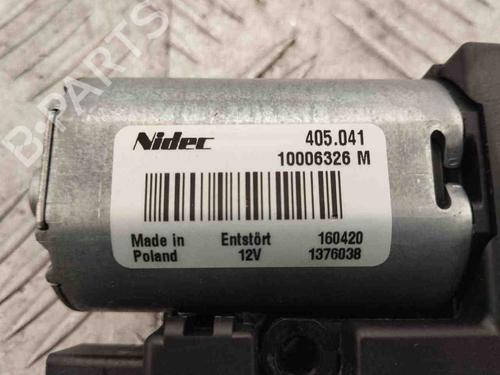 B-PARTS
Nidec 405.041
10006326 M
Made in Entstört 160420
Poland 12V 1376038